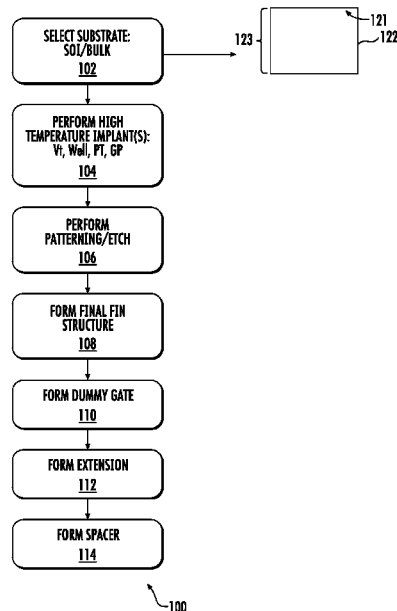 SELECT SUBSTRATE:
SOI/BULK
102
123
121
122
PERFORM HIGH
TEMPERATURE IMPLANT(S):
Vt, Well, PT, GP
104
PERFORM
PATTERNING/ETCH
106
FORM FINAL FIN
STRUCTURE
108
FORM DUMMY GATE
110
FORM EXTENSION
112
FORM SPACER
114
100